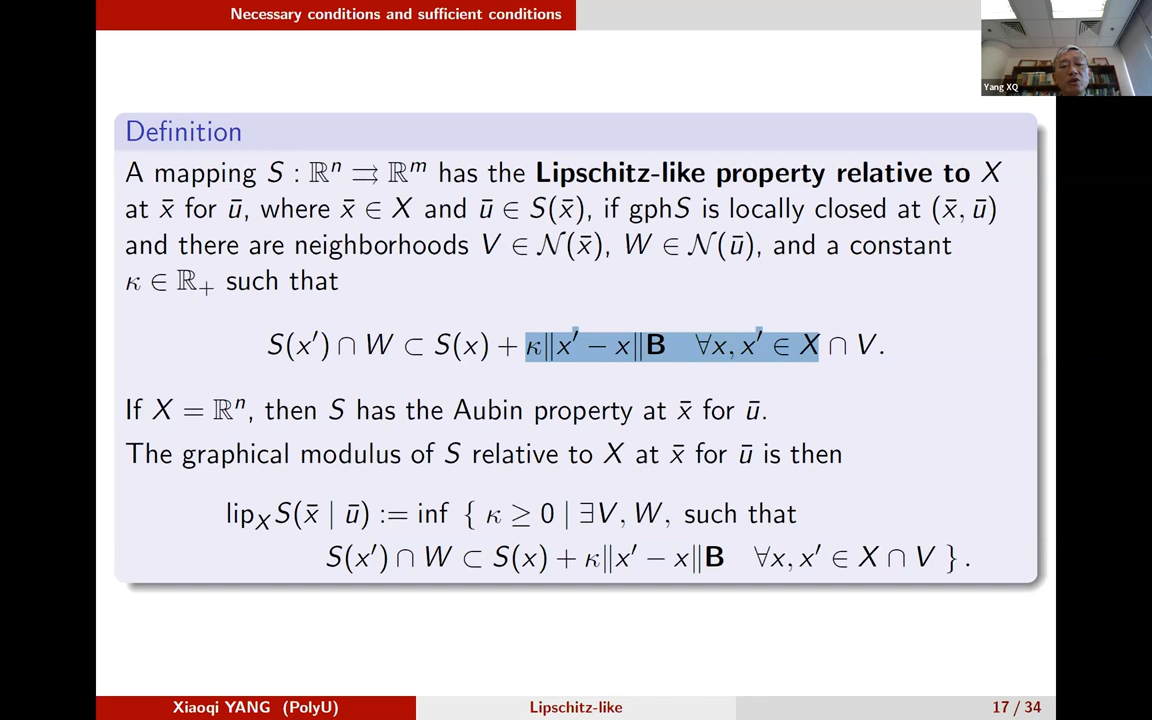 Necessary conditions and sufficient conditions
Yang XQ
Definition
A mapping S : ℝⁿ ⇉ ℝᵐ has the Lipschitz-like property relative to X
at x̄ for ū, where x̄ ∈ X and ū ∈ S(x̄), if gphS is locally closed at (x̄, ū)
and there are neighborhoods V ∈ 𝒩(x̄), W ∈ 𝒩(ū), and a constant
κ ∈ ℝ₊ such that
S(x′) ∩ W ⊂ S(x) + κ‖x′ − x‖𝐁 ∀x, x′ ∈ X ∩ V.
If X = ℝⁿ, then S has the Aubin property at x̄ for ū.
The graphical modulus of S relative to X at x̄ for ū is then
lip_X S(x̄ | ū) := inf { κ ≥ 0 | ∃V, W, such that
S(x′) ∩ W ⊂ S(x) + κ‖x′ − x‖𝐁 ∀x, x′ ∈ X ∩ V }.
Xiaoqi YANG (PolyU)
Lipschitz-like
17 / 34